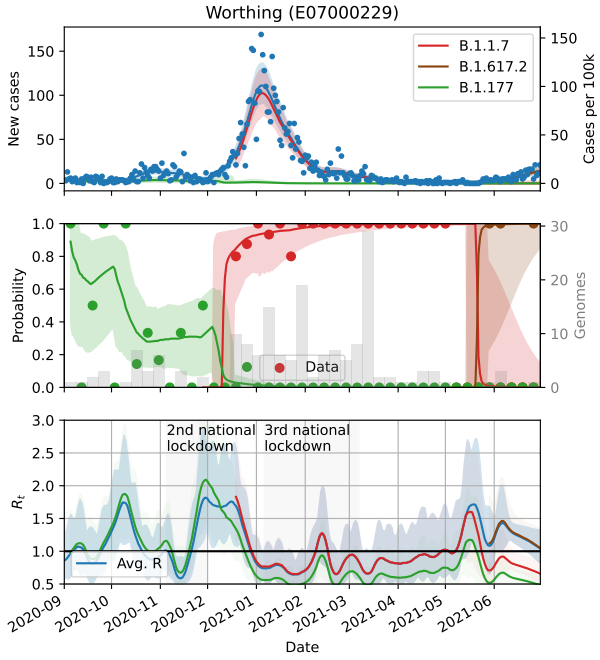 Worthing (E07000229)
New cases
150
100
50
0
B.1.1.7
B.1.617.2
B.1.177
150
100
50
0
Cases per 100k
Probability
1.0
0.8
0.6
0.4
0.2
0.0
Data
30
20
10
0
Genomes
R_t
3.0
2.5
2.0
1.5
1.0
0.5
2nd national
lockdown
3rd national
lockdown
Avg. R
2020-09
2020-10
2020-11
2020-12
2021-01
2021-02
2021-03
2021-04
2021-05
2021-06
Date